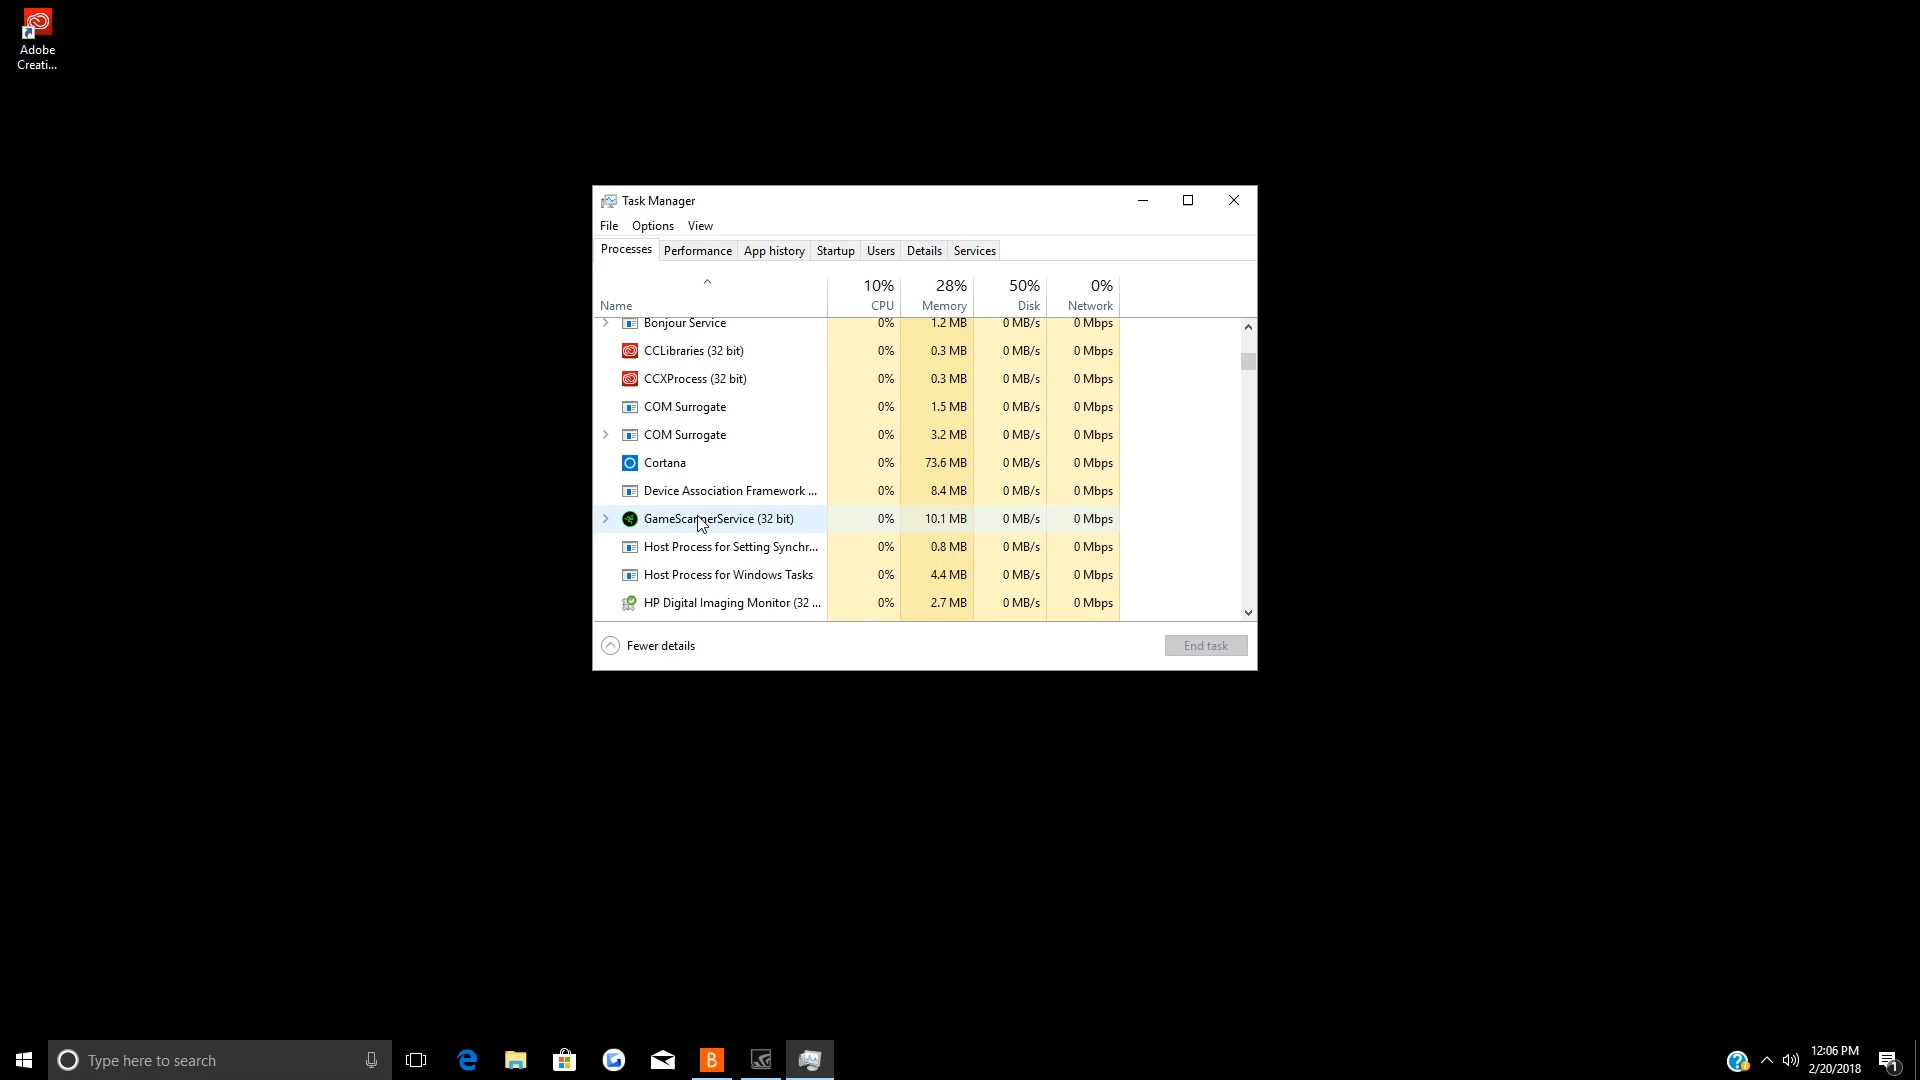 Adobe
Creati...
Task Manager
File Options View
Processes Performance App history Startup Users Details Services
10% 28% 50% 0%
Name CPU Memory Disk Network
Bonjour Service 0% 1.2 MB 0 MB/s 0 Mbps
CCLibraries (32 bit) 0% 0.3 MB 0 MB/s 0 Mbps
CCXProcess (32 bit) 0% 0.3 MB 0 MB/s 0 Mbps
COM Surrogate 0% 1.5 MB 0 MB/s 0 Mbps
COM Surrogate 0% 3.2 MB 0 MB/s 0 Mbps
Cortana 0% 73.6 MB 0 MB/s 0 Mbps
Device Association Framework ... 0% 8.4 MB 0 MB/s 0 Mbps
GameScannerService (32 bit) 0% 10.1 MB 0 MB/s 0 Mbps
Host Process for Setting Synchr... 0% 0.8 MB 0 MB/s 0 Mbps
Host Process for Windows Tasks 0% 4.4 MB 0 MB/s 0 Mbps
HP Digital Imaging Monitor (32 ... 0% 2.7 MB 0 MB/s 0 Mbps
Fewer details End task
Type here to search
B
12:06 PM
2/20/2018
1